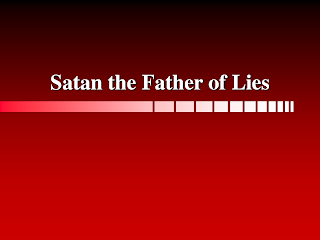 Satan the Father of Lies